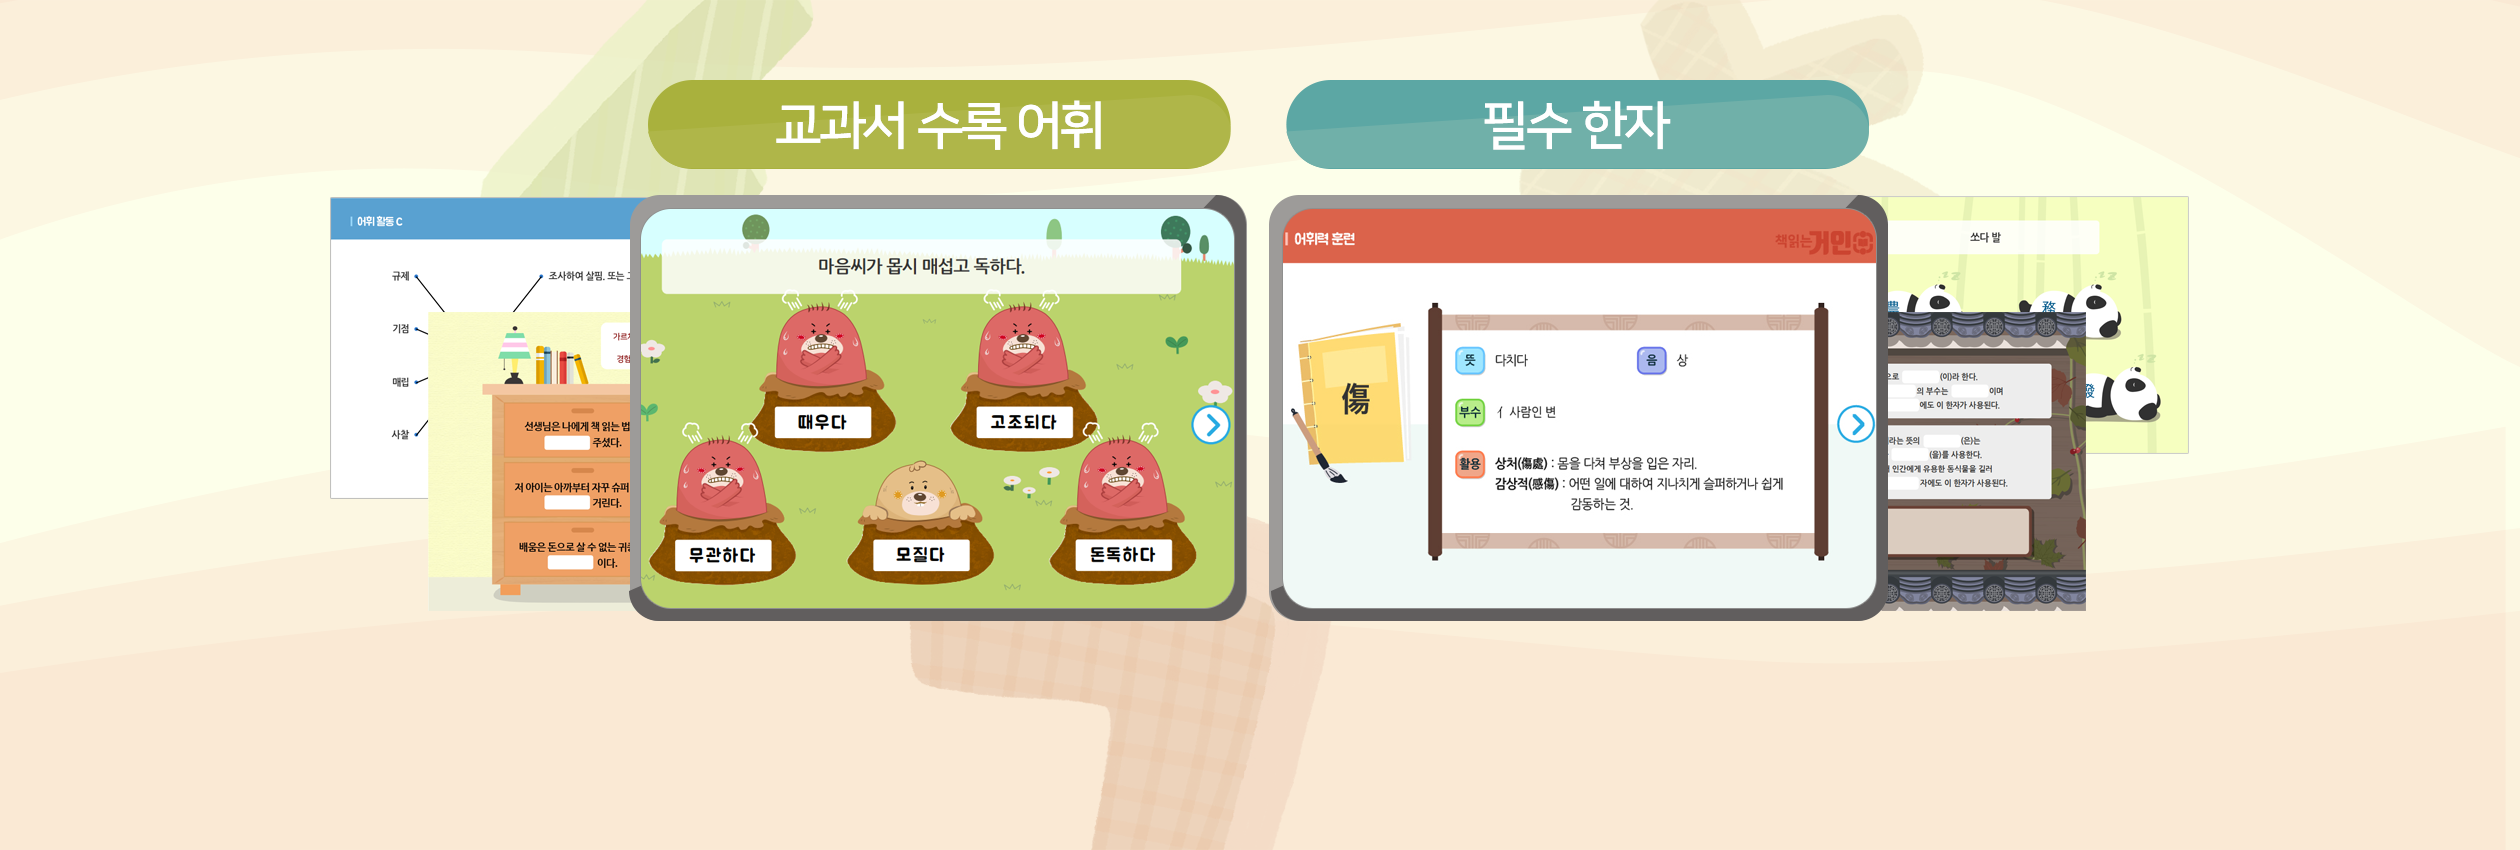 교과서 수록 어휘
필수 한자
어휘 활동 C
규제
조사하여 살핌. 또는
기점
매립
사찰
선생님은 나에게 책 읽는 법
주셨다.
저 아이는 아까부터 자꾸 슈퍼
거린다.
배움은 돈으로 살 수 없는
이다.
마음씨가 몹시 매섭고 독하다.
때우다
고조되다
무관하다
모질다
돈독하다
어휘력 훈련
책읽는거인
傷
뜻 다치다
음 상
부수 亻 사람인 변
활용 상처(傷處) : 몸을 다쳐 부상을 입은 자리.
감상적(感傷) : 어떤 일에 대하여 지나치게 슬퍼하거나 쉽게
감동하는 것.
쏘다 발
農
務
發
으로 (이)라 한다.
의 부수는 이며
에도 이 한자가 사용된다.
라는 뜻의 (은)는
(을)를 사용한다.
인간에게 유용한 동식물을 길러
자에도 이 한자가 사용된다.